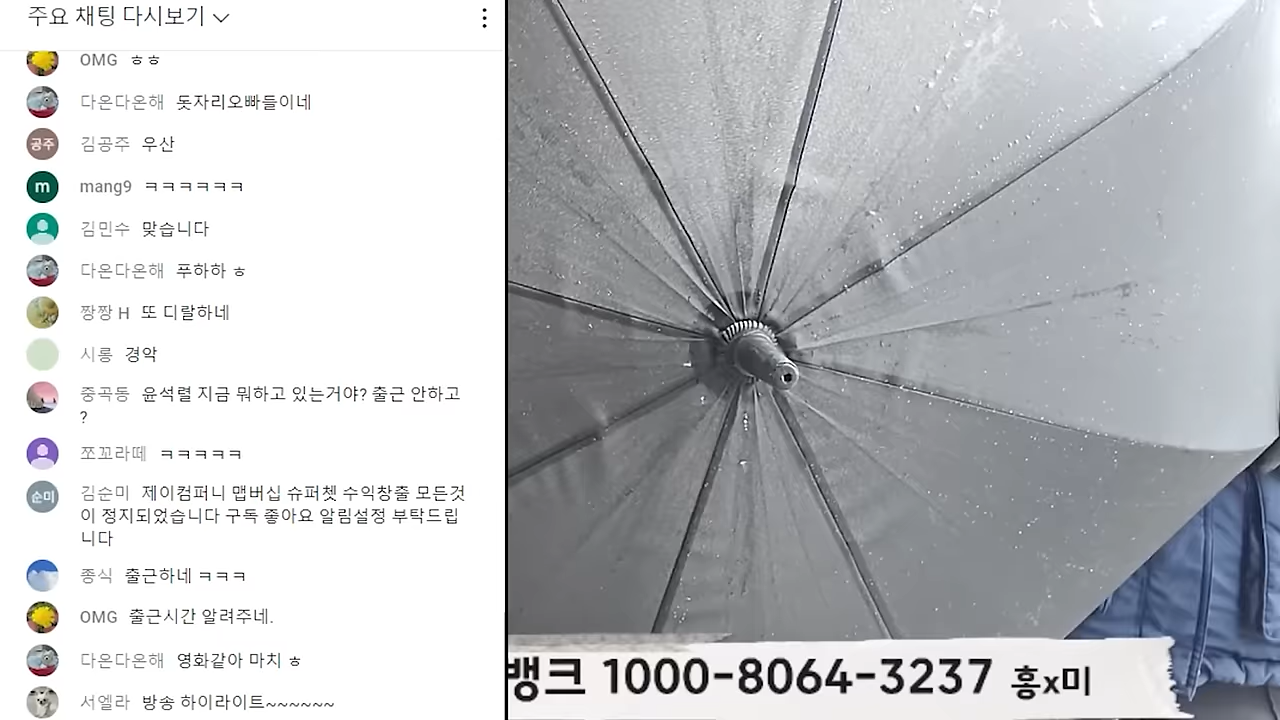 주요 채팅 다시보기
OMG ㅎㅎ
다온다온해 돗자리오빠들이네
공주 김공주 우산
m mang9 ㅋㅋㅋㅋㅋㅋ
김민수 맞습니다
다온다온해 푸하하 ㅎ
짱짱 H 또 디랄하네
시룽 경악
중곡동 윤석렬 지금 뭐하고 있는거야? 출근 안하고
?
쪼꼬라떼 ㅋㅋㅋㅋㅋ
순미 김순미 제이컴퍼니 맵버십 슈퍼쳇 수익창출 모든것
이 정지되었습니다 구독 좋아요 알림설정 부탁드립
니다
종식 출근하네 ㅋㅋㅋ
OMG 출근시간 알려주네.
다온다온해 영화같아 마치 ㅎ
서엘라 방송 하이라이트~~~~~~
뱅크 1000-8064-3237 홍x미